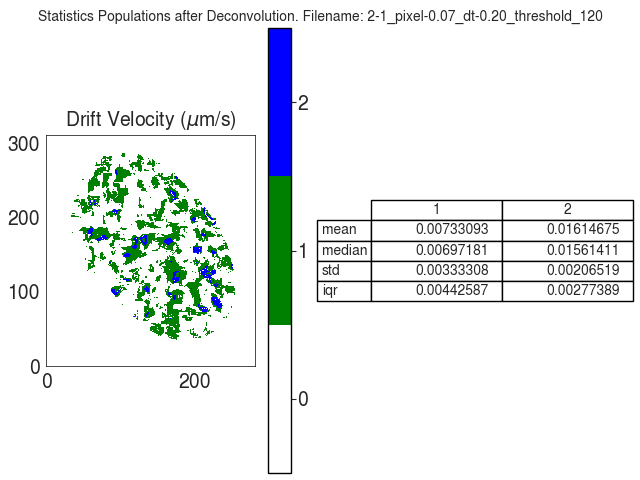 Statistics Populations after Deconvolution. Filename: 2-1_pixel-0.07_dt-0.20_threshold_120
Drift Velocity (μm/s)
300
200
100
0
0 200
2
1
0
1 2
mean 0.00733093 0.01614675
median 0.00697181 0.01561411
std 0.00333308 0.00206519
iqr 0.00442587 0.00277389